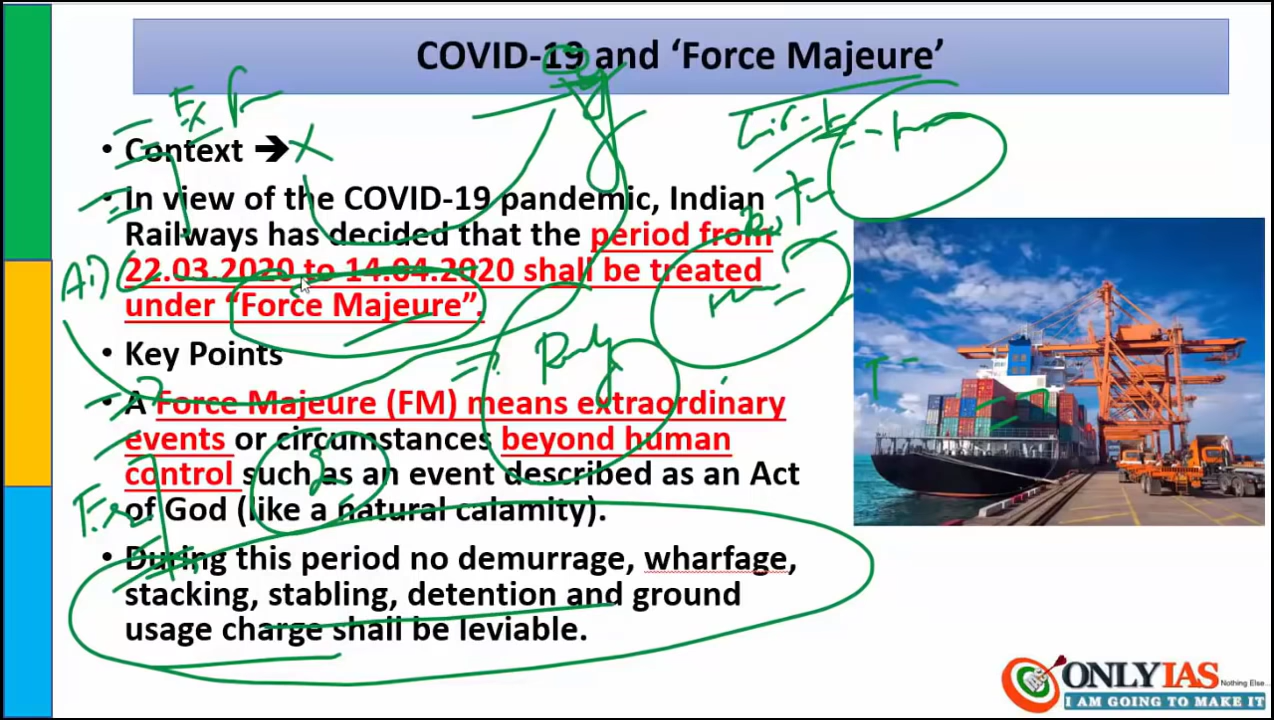 COVID-19 and ‘Force Majeure’
• Context ➔
• In view of the COVID-19 pandemic, Indian
Railways has decided that the period from
22.03.2020 to 14.04.2020 shall be treated
under “Force Majeure”.
• Key Points
• A Force Majeure (FM) means extraordinary
events or circumstances beyond human
control such as an event described as an Act
of God (like a natural calamity).
• During this period no demurrage, wharfage,
stacking, stabling, detention and ground
usage charge shall be leviable.
ONLYIAS
Nothing Else...
I AM GOING TO MAKE IT